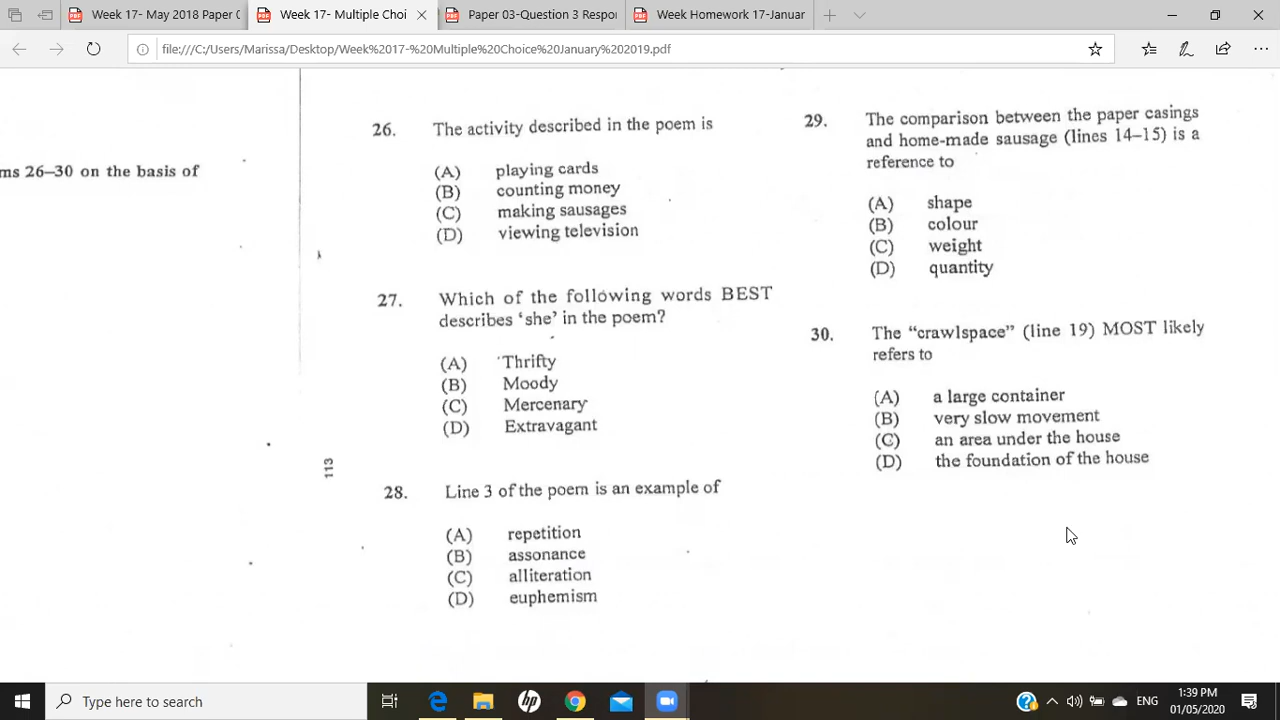 Week 17- May 2018 Paper (
Week 17- Multiple Choi
Paper 03-Question 3 Respor
Week Homework 17-Januar
file:///C:/Users/Marissa/Desktop/Week%2017-%20Multiple%20Choice%20January%202019.pdf
ms 26–30 on the basis of
113
26. The activity described in the poem is
(A) playing cards
(B) counting money
(C) making sausages
(D) viewing television
27. Which of the following words BEST
describes 'she' in the poem?
(A) Thrifty
(B) Moody
(C) Mercenary
(D) Extravagant
28. Line 3 of the poem is an example of
(A) repetition
(B) assonance
(C) alliteration
(D) euphemism
29. The comparison between the paper casings
and home-made sausage (lines 14–15) is a
reference to
(A) shape
(B) colour
(C) weight
(D) quantity
30. The "crawlspace" (line 19) MOST likely
refers to
(A) a large container
(B) very slow movement
(C) an area under the house
(D) the foundation of the house
Type here to search
ENG
1:39 PM
01/05/2020